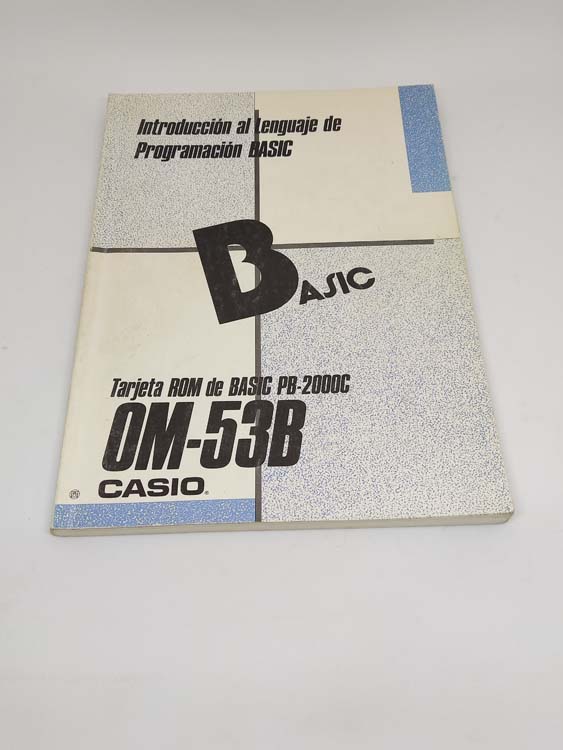 Introducción al Lenguaje de
Programación BASIC
BASIC
Tarjeta ROM de BASIC PB-2000C
OM-53B
CASIO®